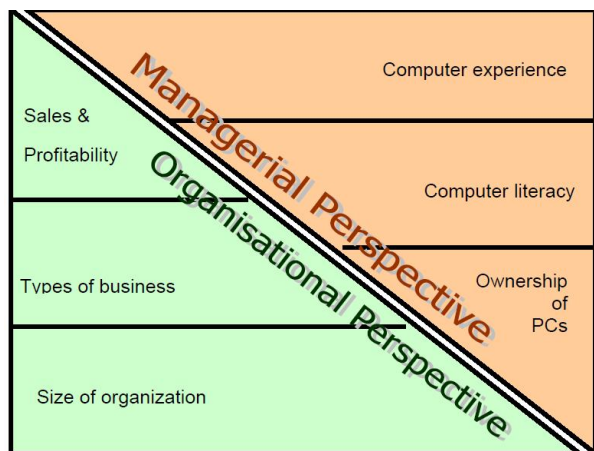 Managerial Perspective
Computer experience
Computer literacy
Ownership
of
PCs
Organisational Perspective
Sales &
Profitability
Types of business
Size of organization